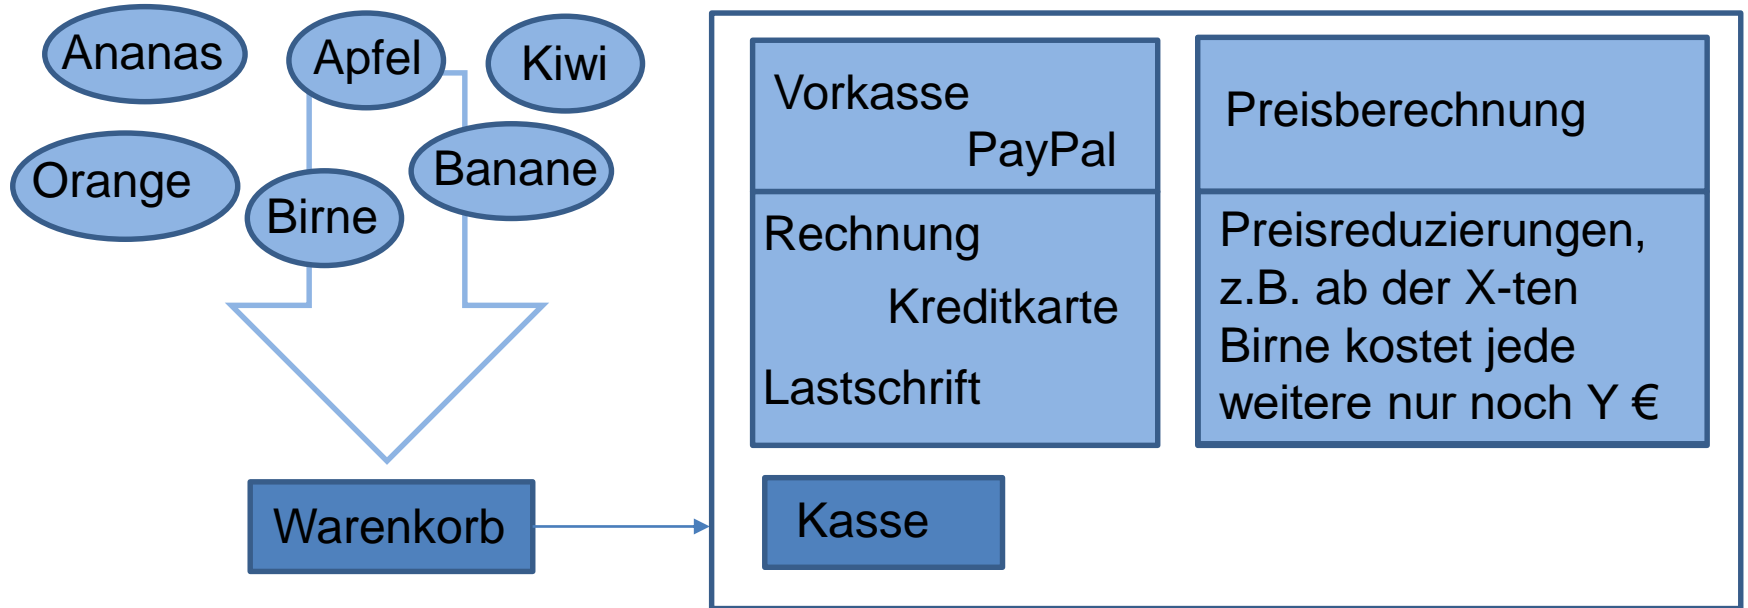 Ananas
Apfel
Kiwi
Orange
Birne
Banane
Warenkorb
Vorkasse
PayPal
Rechnung
Kreditkarte
Lastschrift
Preisberechnung
Preisreduzierungen,
z.B. ab der X-ten
Birne kostet jede
weitere nur noch Y €
Kasse